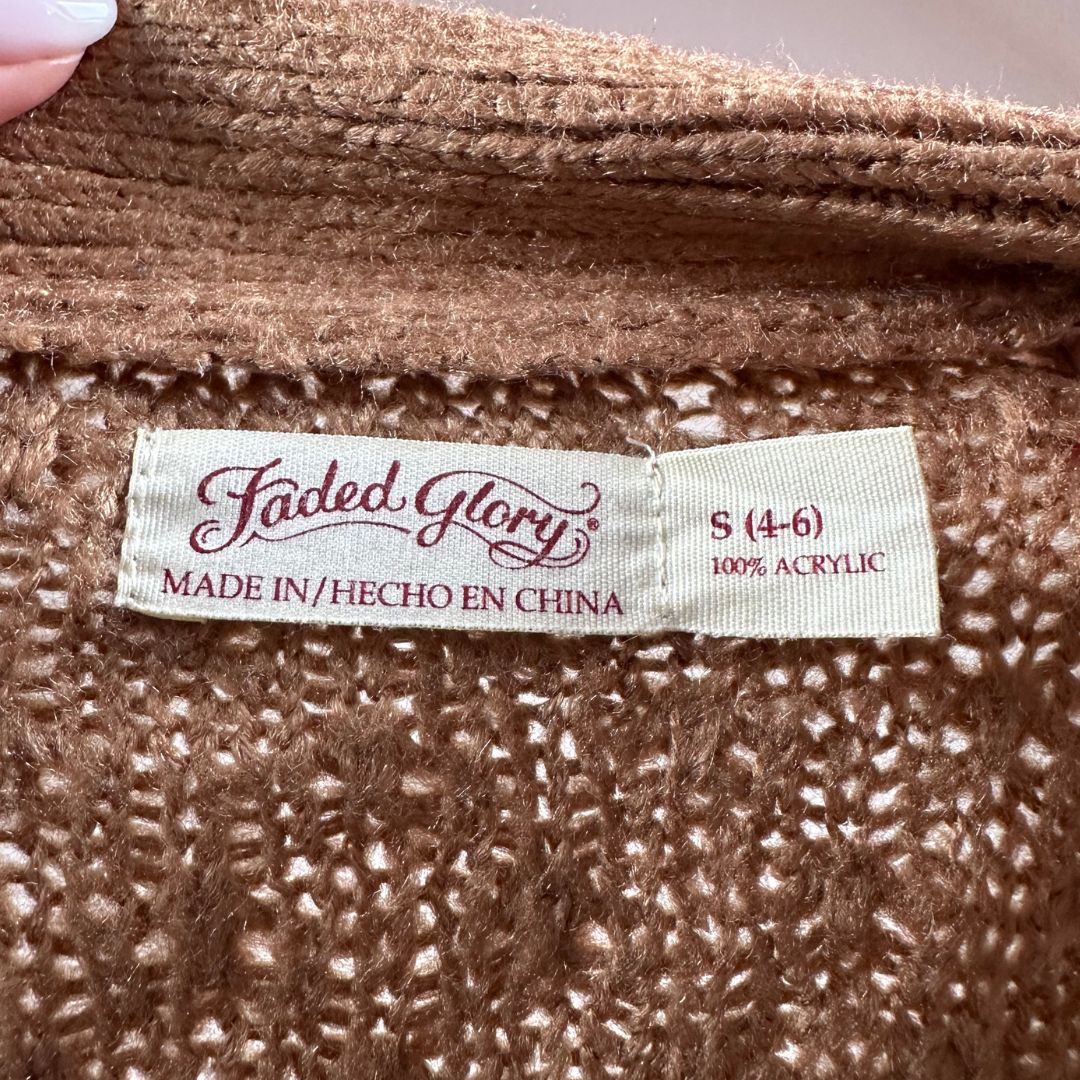 Faded Glory®
MADE IN/HECHO EN CHINA
S (4-6)
100% ACRYLIC